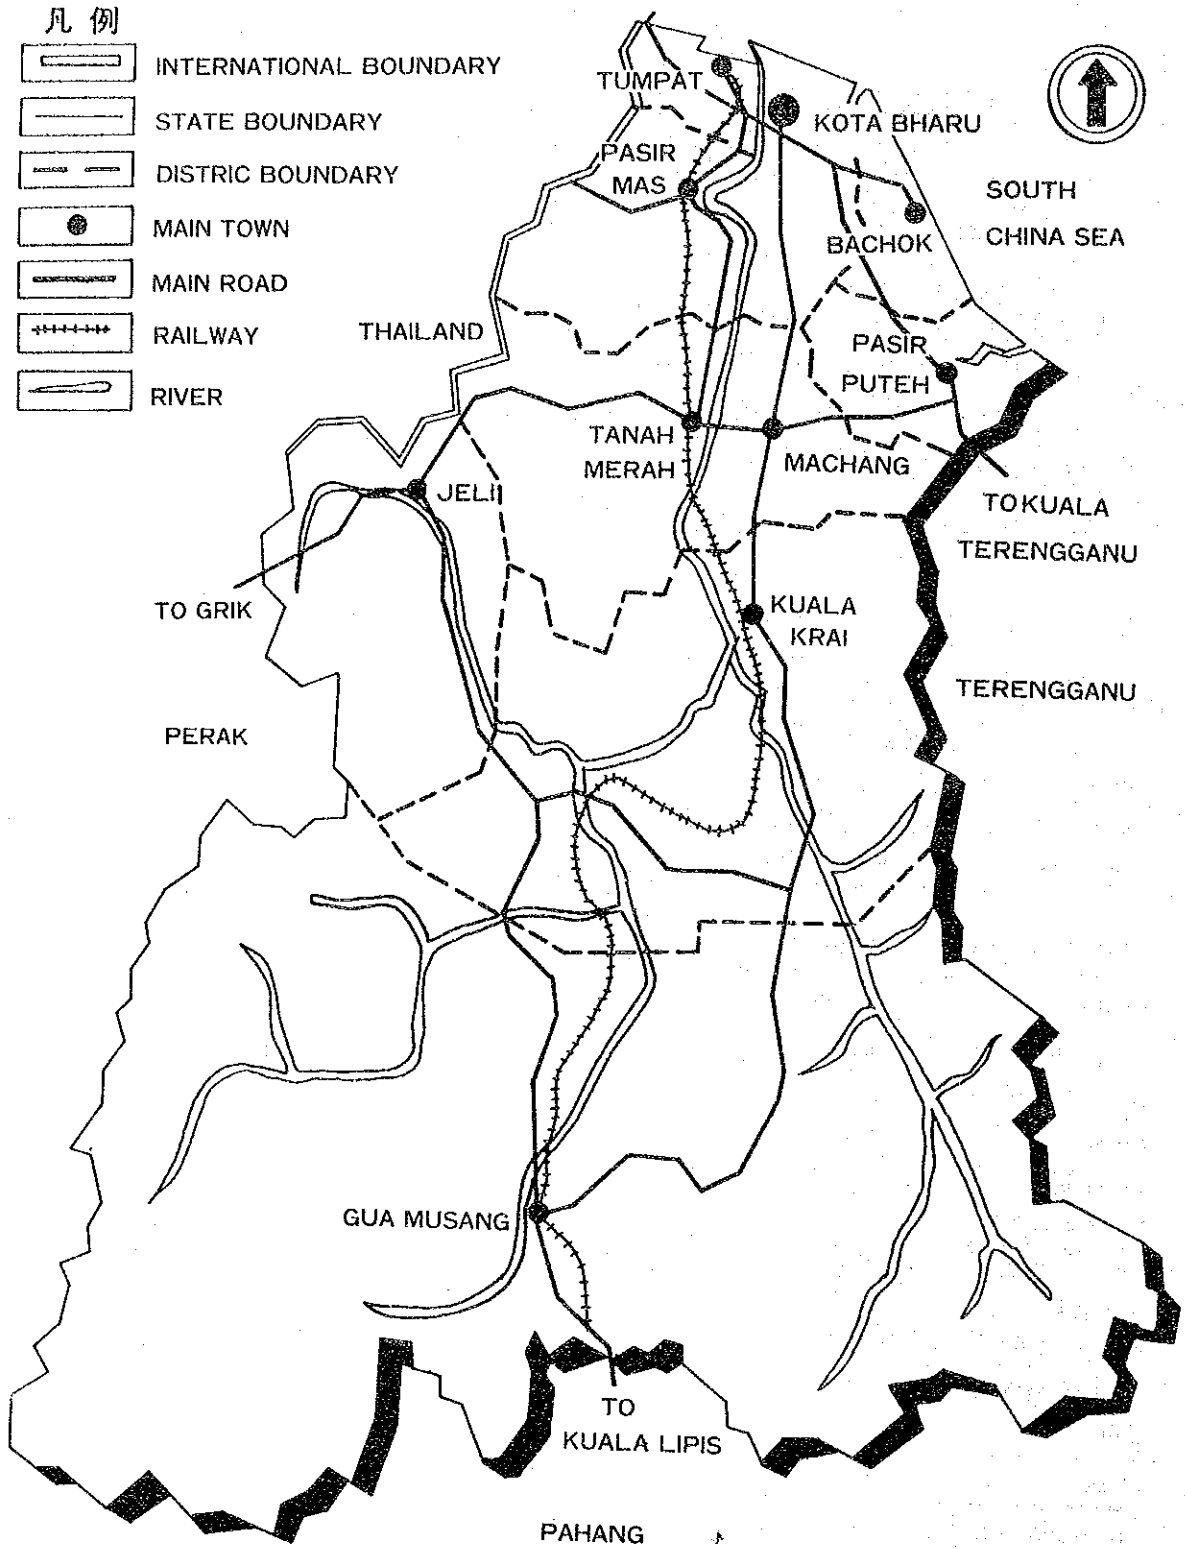 凡例
INTERNATIONAL BOUNDARY
STATE BOUNDARY
DISTRIC BOUNDARY
MAIN TOWN
MAIN ROAD
RAILWAY
RIVER
TUMPAT
KOTA BHARU
PASIR
MAS
SOUTH
CHINA SEA
BACHOK
THAILAND
PASIR
PUTEH
TANAH
MERAH
MACHANG
JELI
TO KUALA
TERENGGANU
TO GRIK
KUALA
KRAI
TERENGGANU
PERAK
GUA MUSANG
TO
KUALA LIPIS
PAHANG